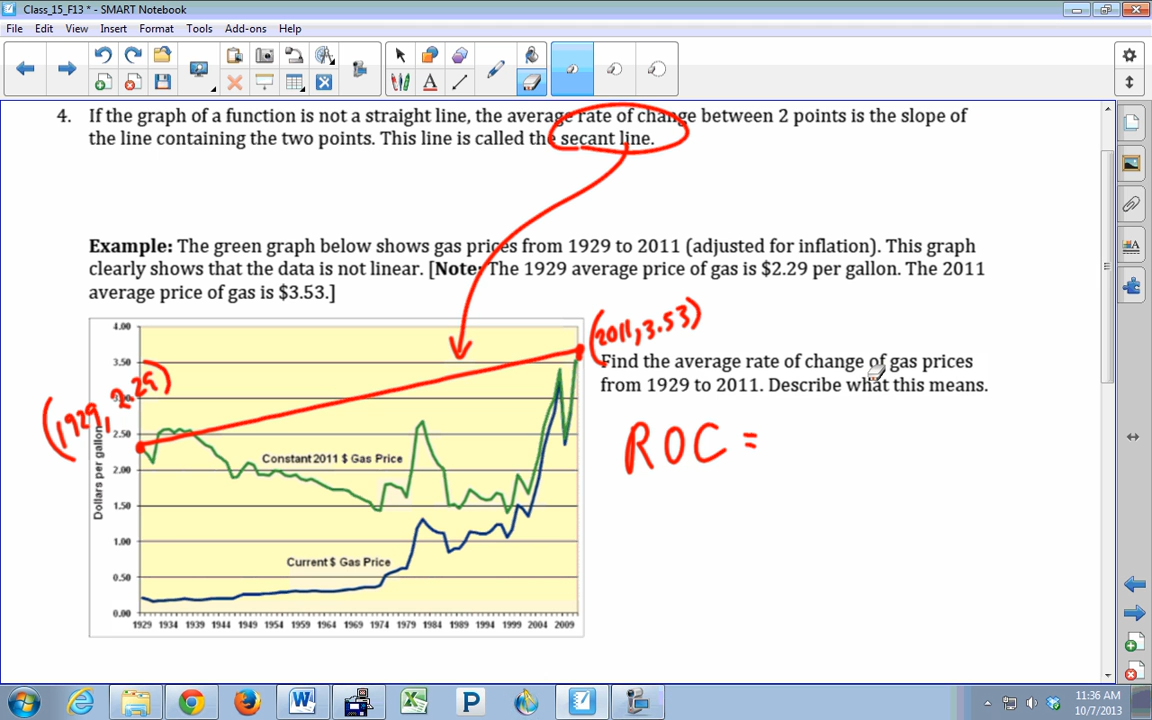 Class_15_F13 * - SMART Notebook
File Edit View Insert Format Tools Add-ons Help
4. If the graph of a function is not a straight line, the average rate of change between 2 points is the slope of
the line containing the two points. This line is called the secant line.
Example: The green graph below shows gas prices from 1929 to 2011 (adjusted for inflation). This graph
clearly shows that the data is not linear. [Note: The 1929 average price of gas is $2.29 per gallon. The 2011
average price of gas is $3.53.]
(2011, 3.53)
(1929, 2.29)
Find the average rate of change of gas prices
from 1929 to 2011. Describe what this means.
ROC =
Dollars per gallon
4.00
3.50
3.00
2.50
2.00
1.50
1.00
0.50
0.00
Constant 2011 $ Gas Price
Current $ Gas Price
1929 1934 1939 1944 1949 1954 1959 1964 1969 1974 1979 1984 1989 1994 1999 2004 2009
11:36 AM
10/7/2013